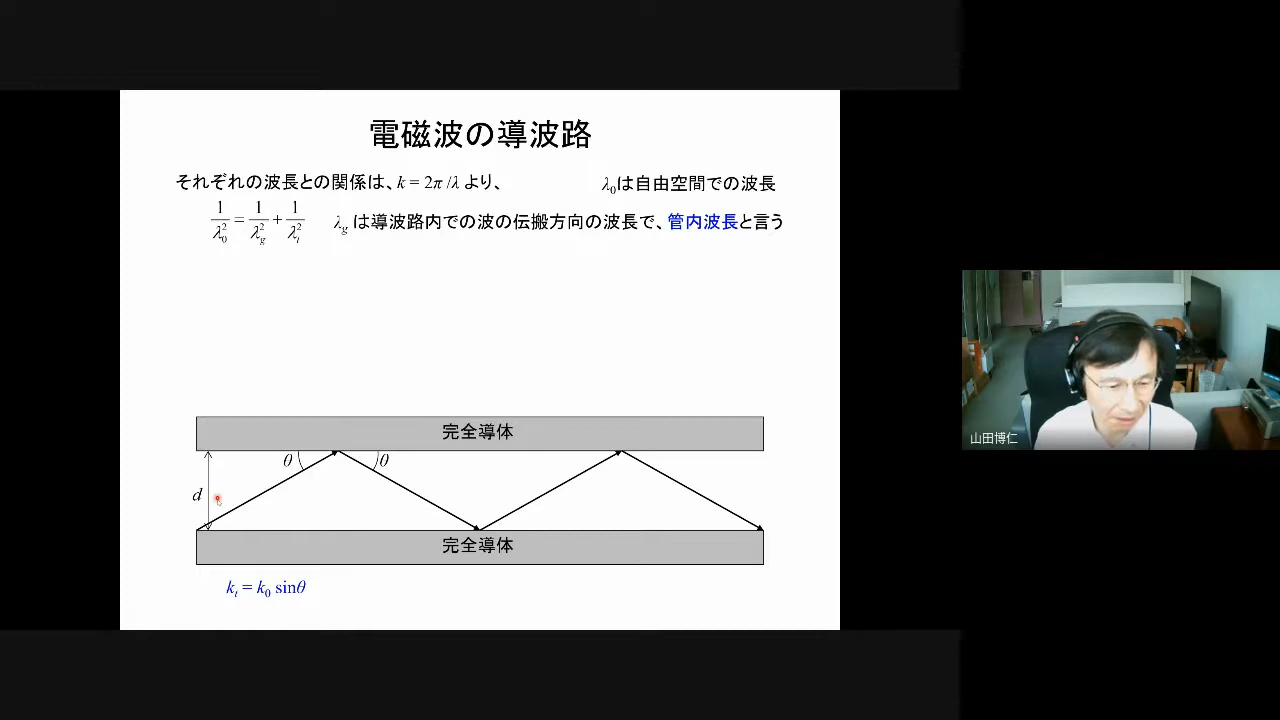 電磁波の導波路
それぞれの波長との関係は、k = 2π /λ より、 λ0は自由空間での波長
1/λ0² = 1/λg² + 1/λt² λg は導波路内での波の伝搬方向の波長で、管内波長と言う
完全導体
θ θ
d
完全導体
kt = k0 sinθ
山田博仁